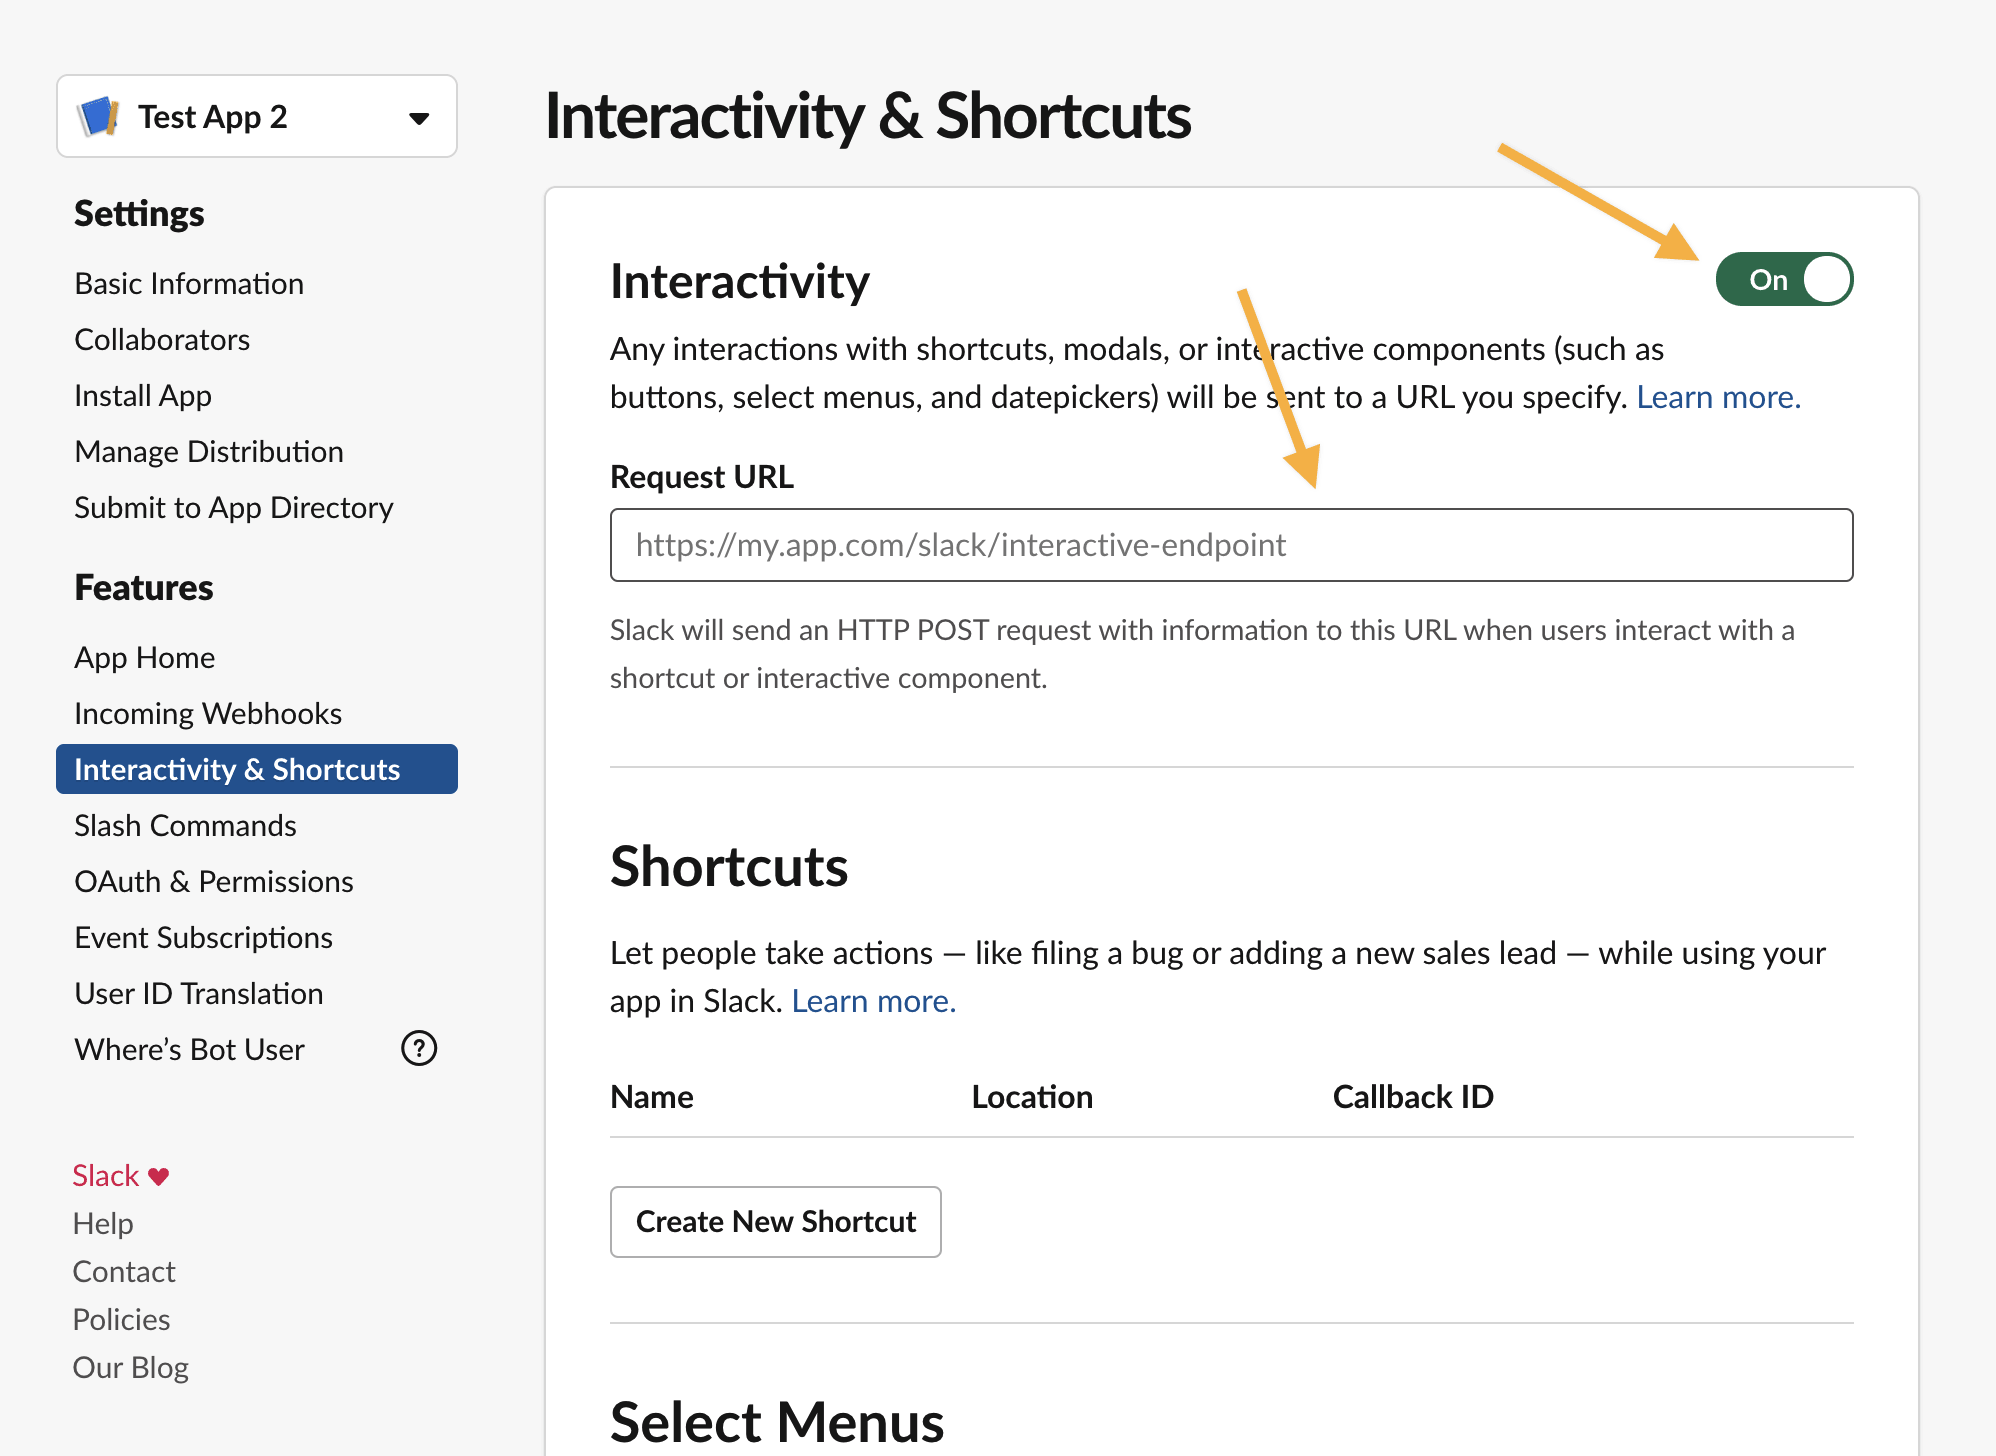 Test App 2
Settings
Basic Information
Collaborators
Install App
Manage Distribution
Submit to App Directory
Features
App Home
Incoming Webhooks
Interactivity & Shortcuts
Slash Commands
OAuth & Permissions
Event Subscriptions
User ID Translation
Where’s Bot User ?
Slack ♥
Help
Contact
Policies
Our Blog
Interactivity & Shortcuts
Interactivity
On
Any interactions with shortcuts, modals, or interactive components (such as
buttons, select menus, and datepickers) will be sent to a URL you specify. Learn more.
Request URL
https://my.app.com/slack/interactive-endpoint
Slack will send an HTTP POST request with information to this URL when users interact with a
shortcut or interactive component.
Shortcuts
Let people take actions — like filing a bug or adding a new sales lead — while using your
app in Slack. Learn more.
Name Location Callback ID
Create New Shortcut
Select Menus